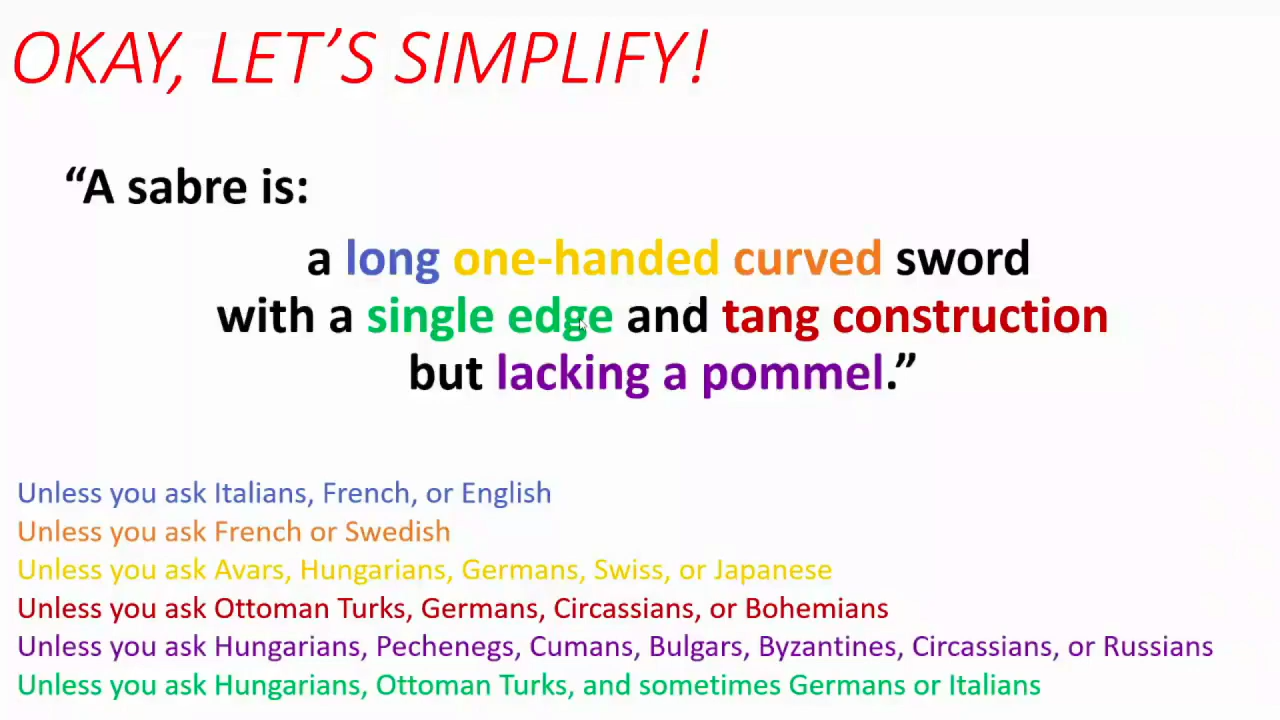 OKAY, LET’S SIMPLIFY!
“A sabre is:
a long one-handed curved sword
with a single edge and tang construction
but lacking a pommel.”
Unless you ask Italians, French, or English
Unless you ask French or Swedish
Unless you ask Avars, Hungarians, Germans, Swiss, or Japanese
Unless you ask Ottoman Turks, Germans, Circassians, or Bohemians
Unless you ask Hungarians, Pechenegs, Cumans, Bulgars, Byzantines, Circassians, or Russians
Unless you ask Hungarians, Ottoman Turks, and sometimes Germans or Italians